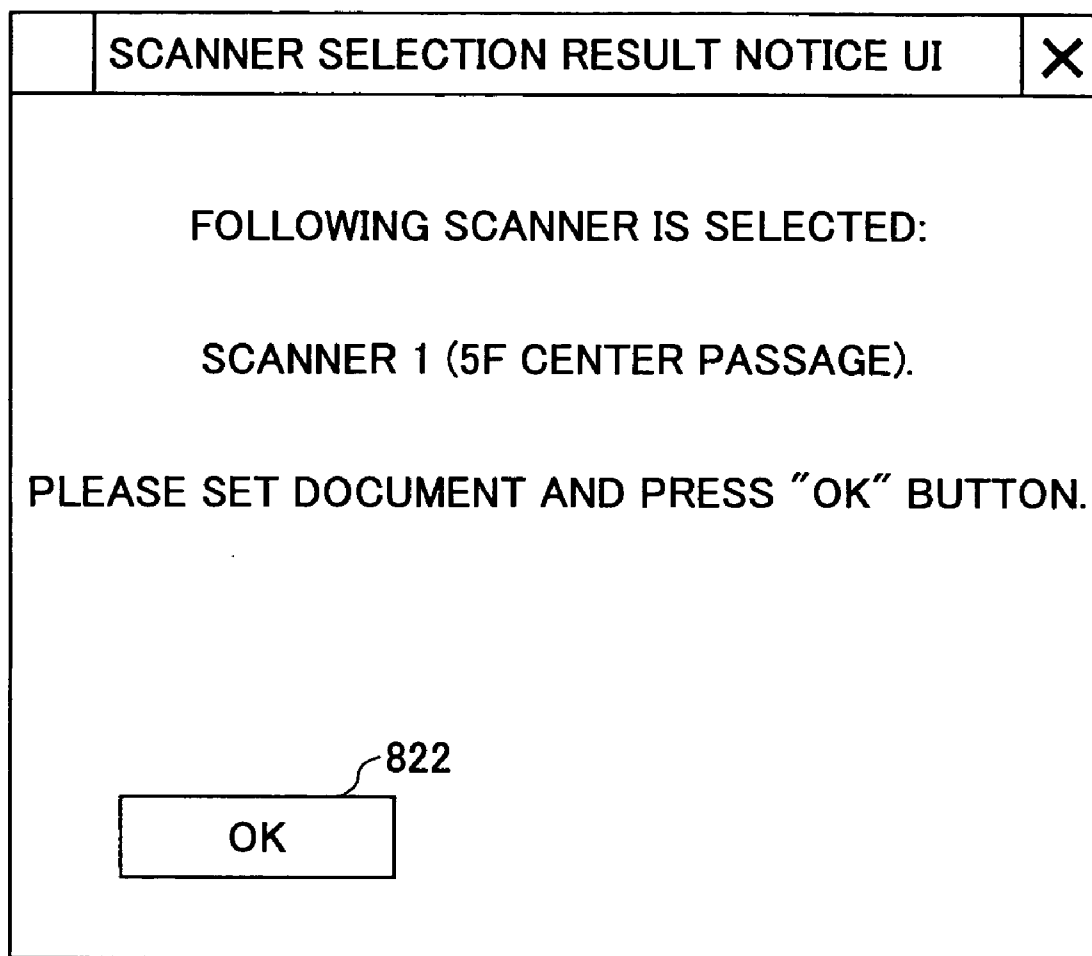 SCANNER SELECTION RESULT NOTICE UI
FOLLOWING SCANNER IS SELECTED:
SCANNER 1 (5F CENTER PASSAGE).
PLEASE SET DOCUMENT AND PRESS "OK" BUTTON.
822
OK